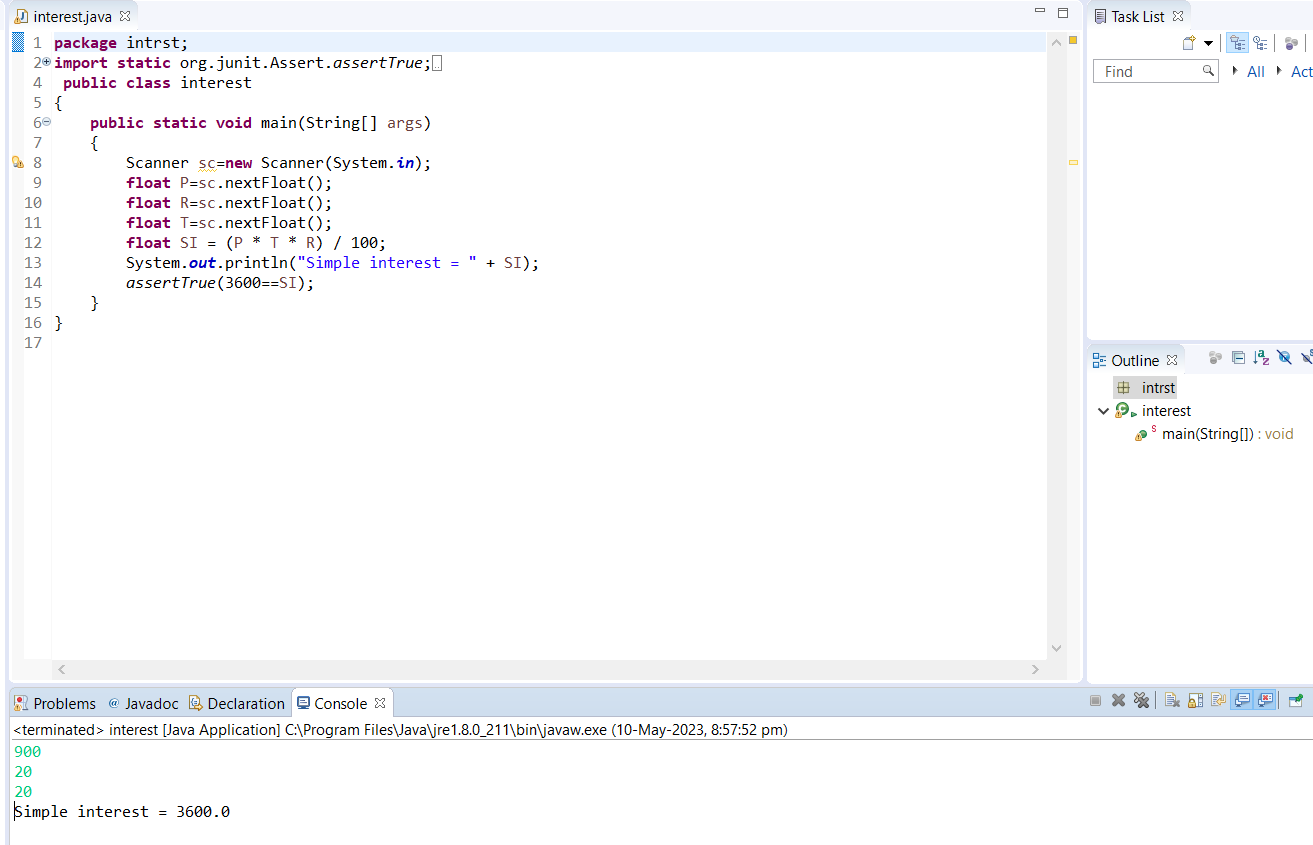 interest.java
1 package intrst;
2 import static org.junit.Assert.assertTrue;
4 public class interest
5 {
6 public static void main(String[] args)
7 {
8 Scanner sc=new Scanner(System.in);
9 float P=sc.nextFloat();
10 float R=sc.nextFloat();
11 float T=sc.nextFloat();
12 float SI = (P * T * R) / 100;
13 System.out.println("Simple interest = " + SI);
14 assertTrue(3600==SI);
15 }
16 }
17
Task List
Find All Act
Outline
intrst
interest
main(String[]) : void
Problems @ Javadoc Declaration Console
<terminated> interest [Java Application] C:\Program Files\Java\jre1.8.0_211\bin\javaw.exe (10-May-2023, 8:57:52 pm)
900
20
20
Simple interest = 3600.0